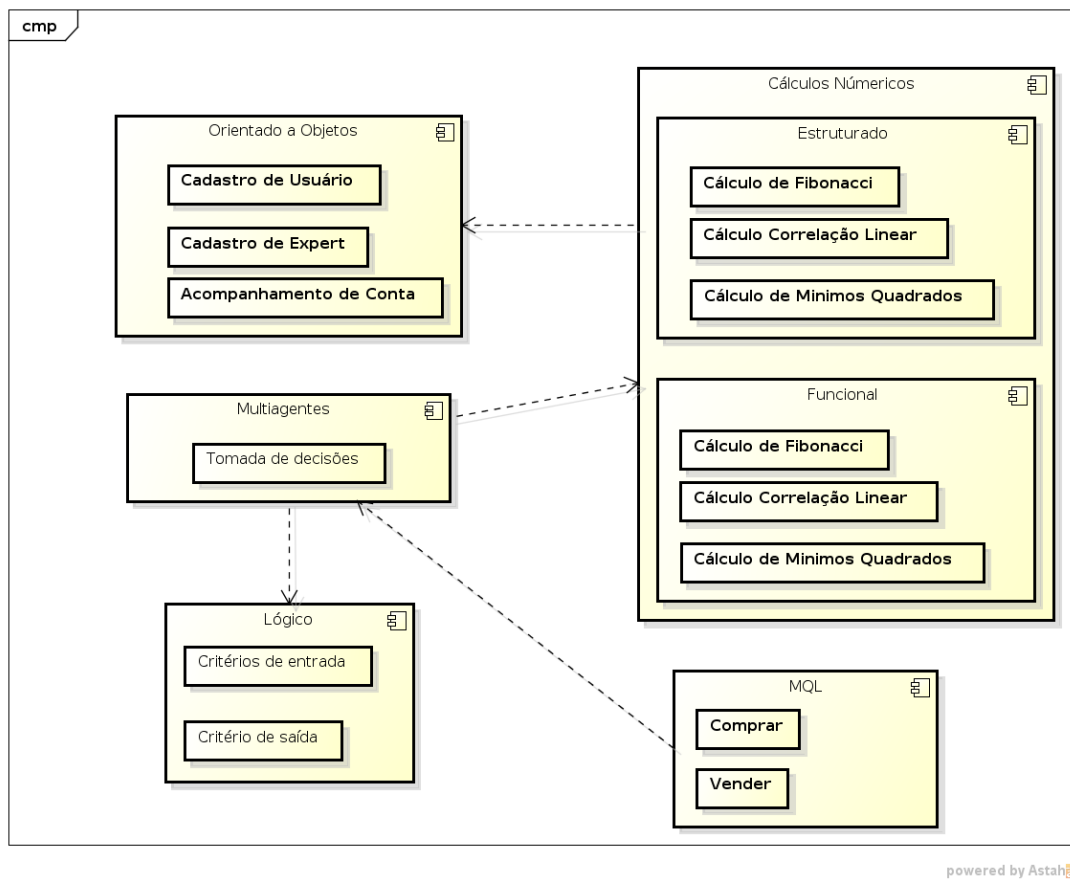 cmp
Cálculos Númericos
Orientado a Objetos
Cadastro de Usuário
Cadastro de Expert
Acompanhamento de Conta
Estruturado
Cálculo de Fibonacci
Cálculo Correlação Linear
Cálculo de Minimos Quadrados
Multiagentes
Tomada de decisões
Funcional
Cálculo de Fibonacci
Cálculo Correlação Linear
Cálculo de Minimos Quadrados
Lógico
Critérios de entrada
Critério de saída
MQL
Comprar
Vender
powered by Astah